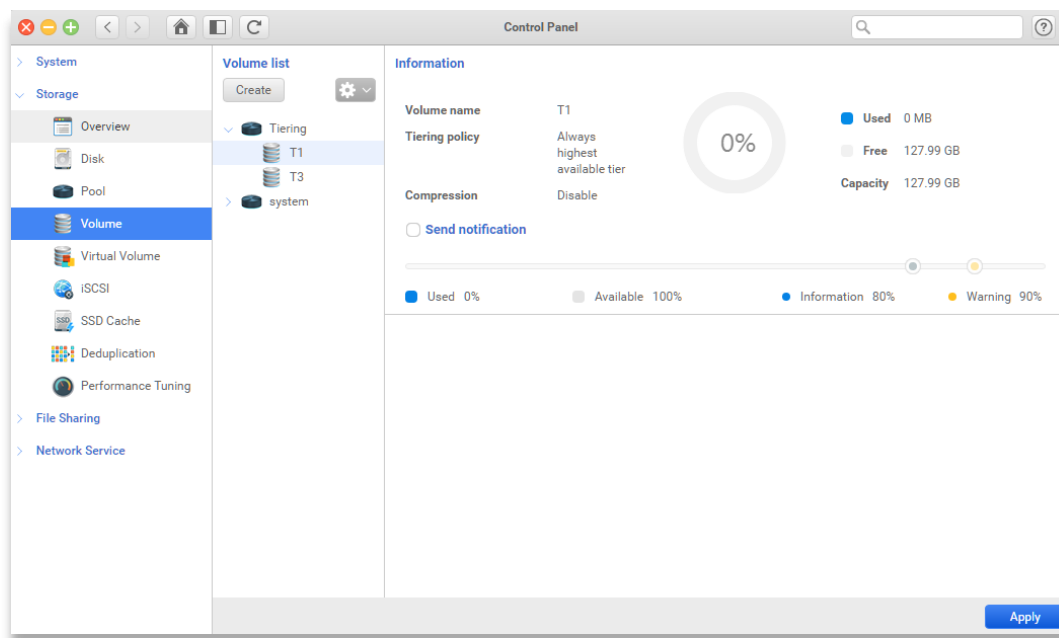 Control Panel
?
System
Storage
Overview
Disk
Pool
Volume
Virtual Volume
iSCSI
SSD
SSD Cache
Deduplication
Performance Tuning
File Sharing
Network Service
Volume list
Create
Tiering
T1
T3
system
Information
Volume name T1
Tiering policy Always
highest
available tier
Compression Disable
0%
Used 0 MB
Free 127.99 GB
Capacity 127.99 GB
Send notification
Used 0% Available 100% Information 80% Warning 90%
Apply